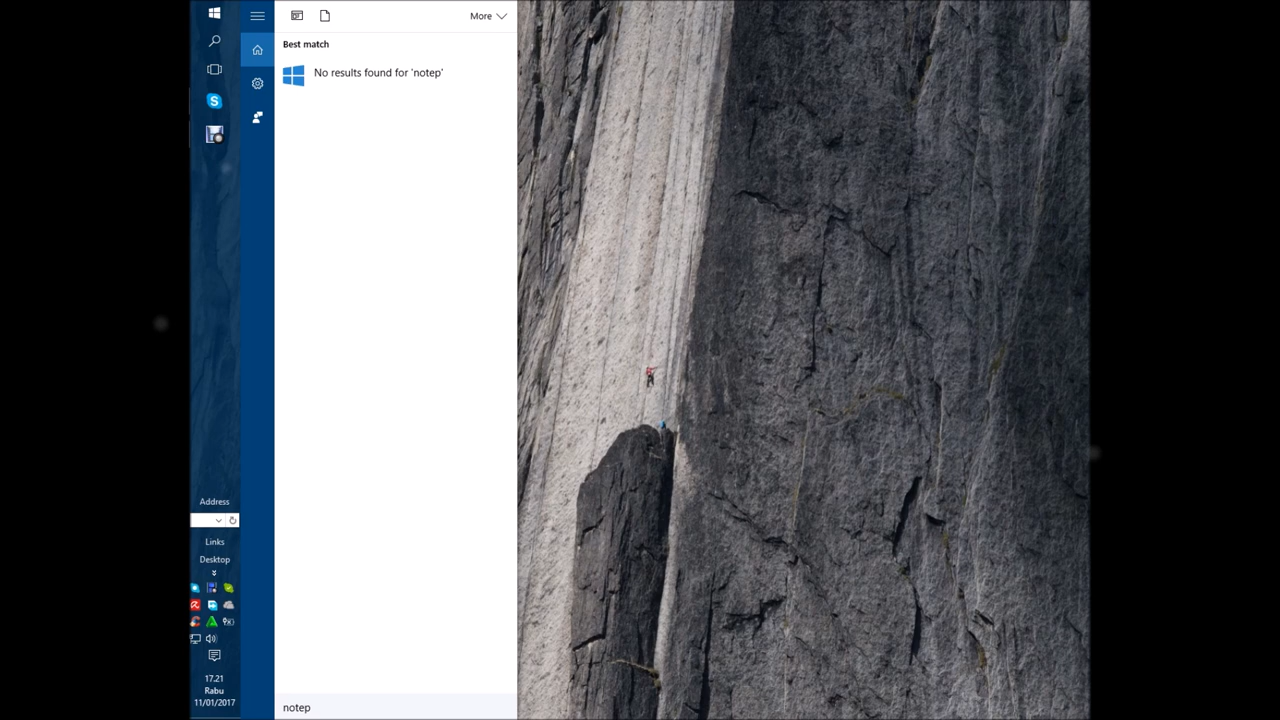 More
Best match
No results found for 'notep'
S
Address
Links
Desktop
17.21
Rabu
11/01/2017
notep